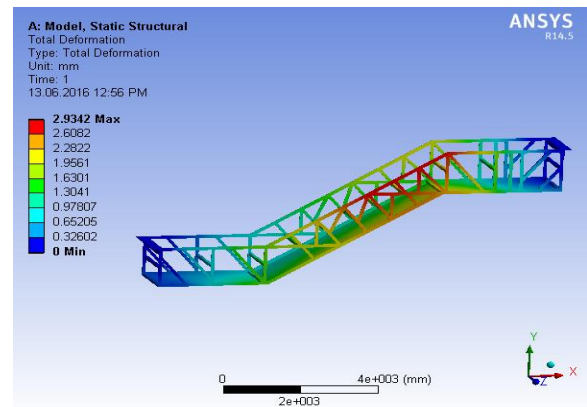 A: Model, Static Structural
Total Deformation
Type: Total Deformation
Unit: mm
Time: 1
13.06.2016 12:56 PM
2.9342 Max
2.6082
2.2822
1.9561
1.6301
1.3041
0.97807
0.65205
0.32602
0 Min
ANSYS
R14.5
0
4e+003 (mm)
2e+003
Y
X
Z